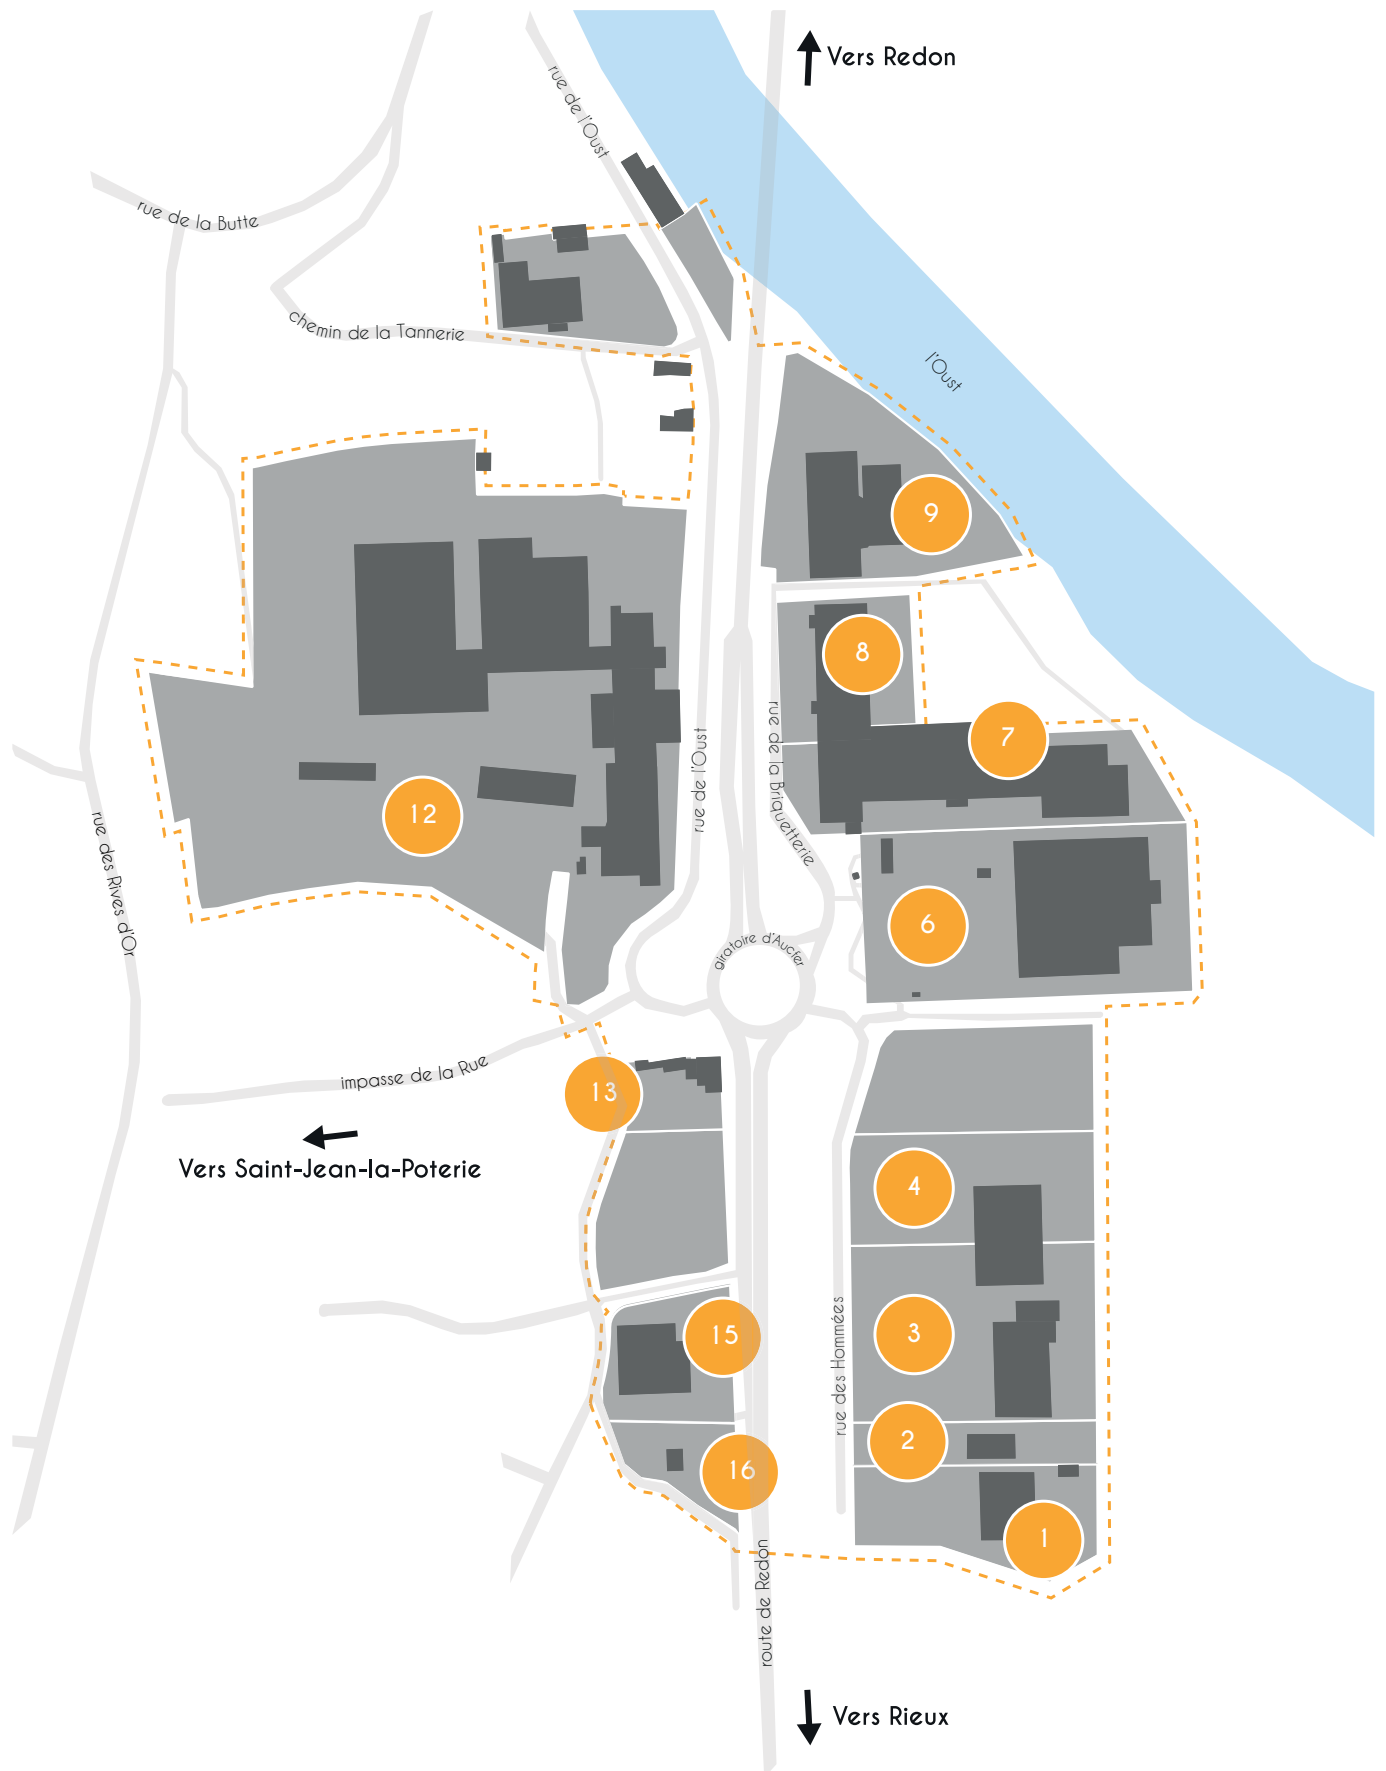 Vers Redon
rue de l'Oust
rue de la Butte
chemin de la Tannerie
l'Oust
9
8
7
rue de l'Oust
rue de la Briquetterie
12
rue des Rives d'Or
6
giratoire d'Aucfer
impasse de la Rue
13
Vers Saint-Jean-la-Poterie
4
15
3
rue des Hommées
2
16
1
route de Redon
Vers Rieux